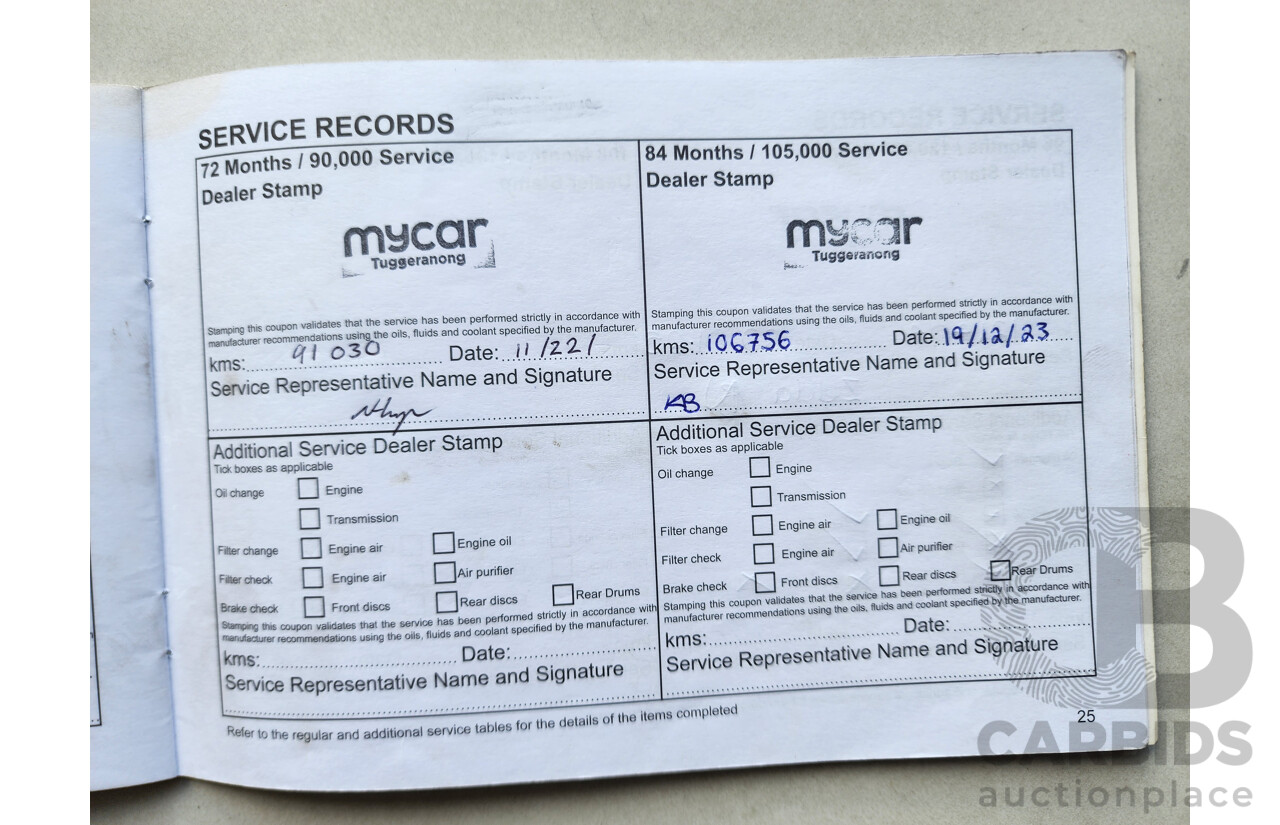 SERVICE RECORDS
72 Months / 90,000 Service
Dealer Stamp
mycar
Tuggeranong
Stamping this coupon validates that the service has been performed strictly in accordance with
manufacturer recommendations using the oils, fluids and coolant specified by the manufacturer.
kms: 91 030 Date: 11/22/
Service Representative Name and Signature
Additional Service Dealer Stamp
Tick boxes as applicable
Oil change Engine
Transmission
Filter change Engine air Engine oil
Filter check Engine air Air purifier
Brake check Front discs Rear discs Rear Drums
Stamping this coupon validates that the service has been performed strictly in accordance with
manufacturer recommendations using the oils, fluids and coolant specified by the manufacturer.
kms: Date:
Service Representative Name and Signature
84 Months / 105,000 Service
Dealer Stamp
mycar
Tuggeranong
Stamping this coupon validates that the service has been performed strictly in accordance with
manufacturer recommendations using the oils, fluids and coolant specified by the manufacturer.
kms: 106756 Date: 19/12/23
Service Representative Name and Signature
KB
Additional Service Dealer Stamp
Tick boxes as applicable
Oil change Engine
Transmission
Filter change Engine air Engine oil
Filter check Engine air Air purifier
Brake check Front discs Rear discs Rear Drums
Stamping this coupon validates that the service has been performed strictly in accordance with
manufacturer recommendations using the oils, fluids and coolant specified by the manufacturer.
kms: Date:
Service Representative Name and Signature
Refer to the regular and additional service tables for the details of the items completed
25
CARBIDS
auctionplace